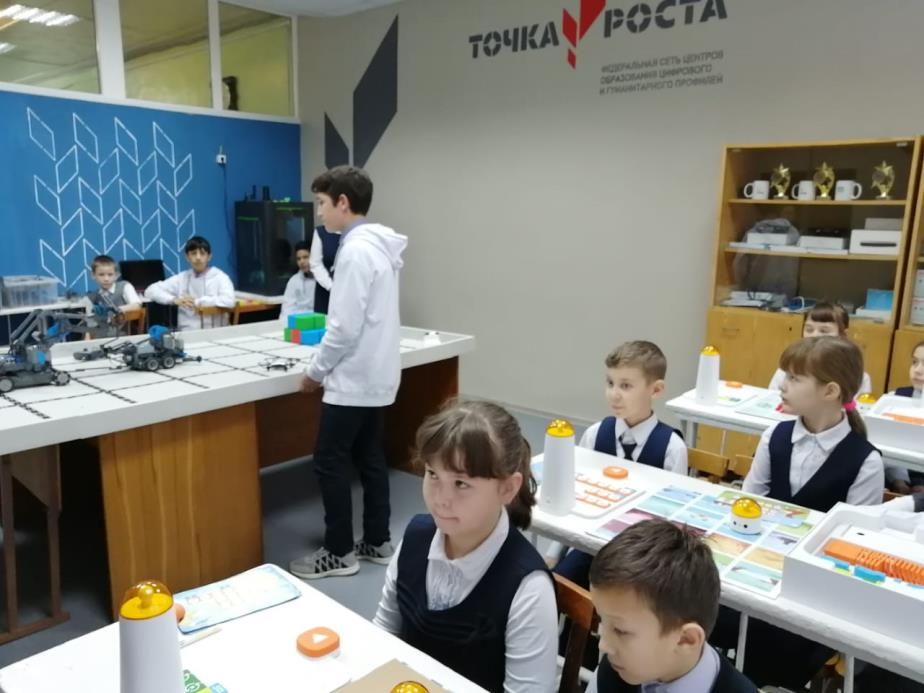 ТОЧКА РОСТА
ФЕДЕРАЛЬНАЯ СЕТЬ ЦЕНТРОВ
ОБРАЗОВАНИЯ ЦИФРОВОГО
И ГУМАНИТАРНОГО ПРОФИЛЕЙ